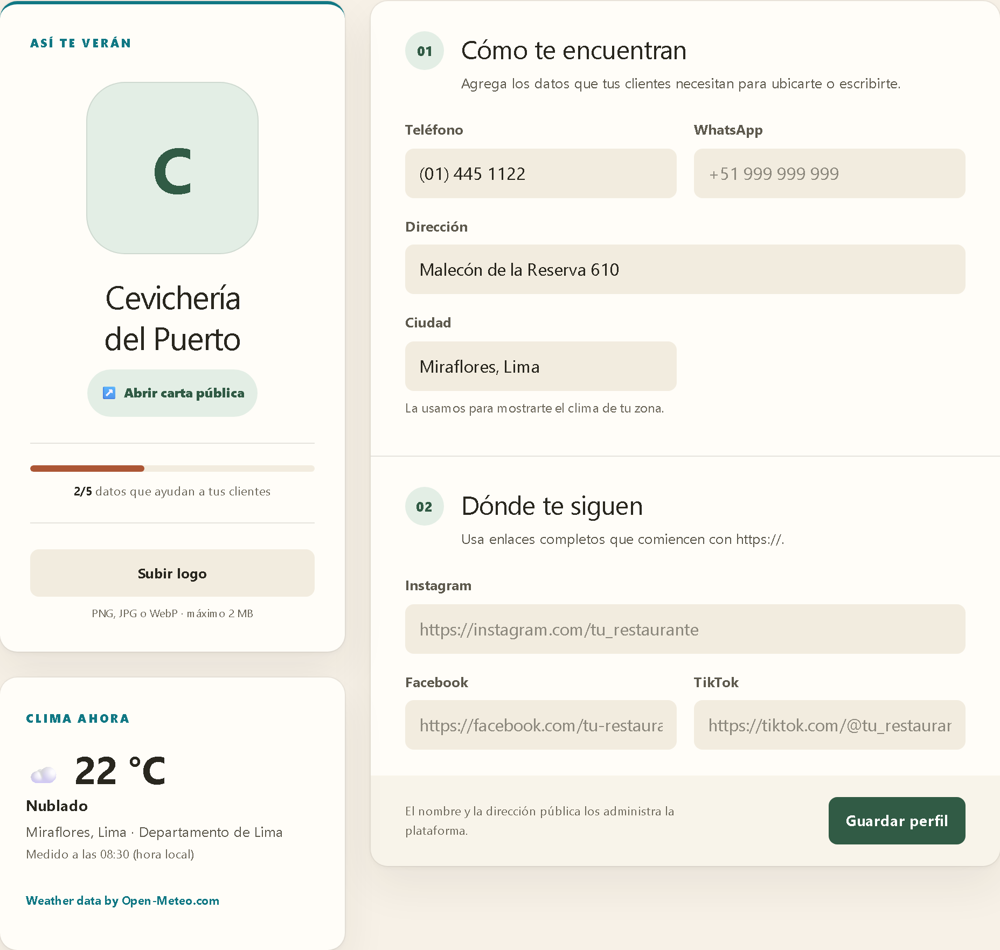 ASÍ TE VERÁN
C
Cevichería
del Puerto
Abrir carta pública
2/5 datos que ayudan a tus clientes
Subir logo
PNG, JPG o WebP · máximo 2 MB
CLIMA AHORA
22 °C
Nublado
Miraflores, Lima · Departamento de Lima
Medido a las 08:30 (hora local)
Weather data by Open-Meteo.com
01
Cómo te encuentran
Agrega los datos que tus clientes necesitan para ubicarte o escribirte.
Teléfono
WhatsApp
(01) 445 1122
+51 999 999 999
Dirección
Malecón de la Reserva 610
Ciudad
Miraflores, Lima
La usamos para mostrarte el clima de tu zona.
02
Dónde te siguen
Usa enlaces completos que comiencen con https://.
Instagram
https://instagram.com/tu_restaurante
Facebook
TikTok
https://facebook.com/tu-restaura
https://tiktok.com/@tu_restaurar
El nombre y la dirección pública los administra la
plataforma.
Guardar perfil